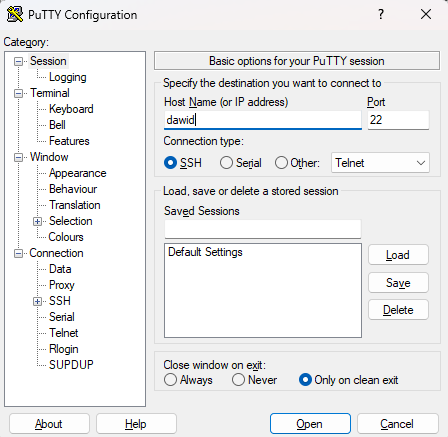 PuTTY Configuration
?
Category:
Session
Logging
Terminal
Keyboard
Bell
Features
Window
Appearance
Behaviour
Translation
Selection
Colours
Connection
Data
Proxy
SSH
Serial
Telnet
Rlogin
SUPDUP
Basic options for your PuTTY session
Specify the destination you want to connect to
Host Name (or IP address) Port
dawid 22
Connection type:
SSH Serial Other: Telnet
Load, save or delete a stored session
Saved Sessions
Default Settings
Load
Save
Delete
Close window on exit:
Always Never Only on clean exit
About Help Open Cancel